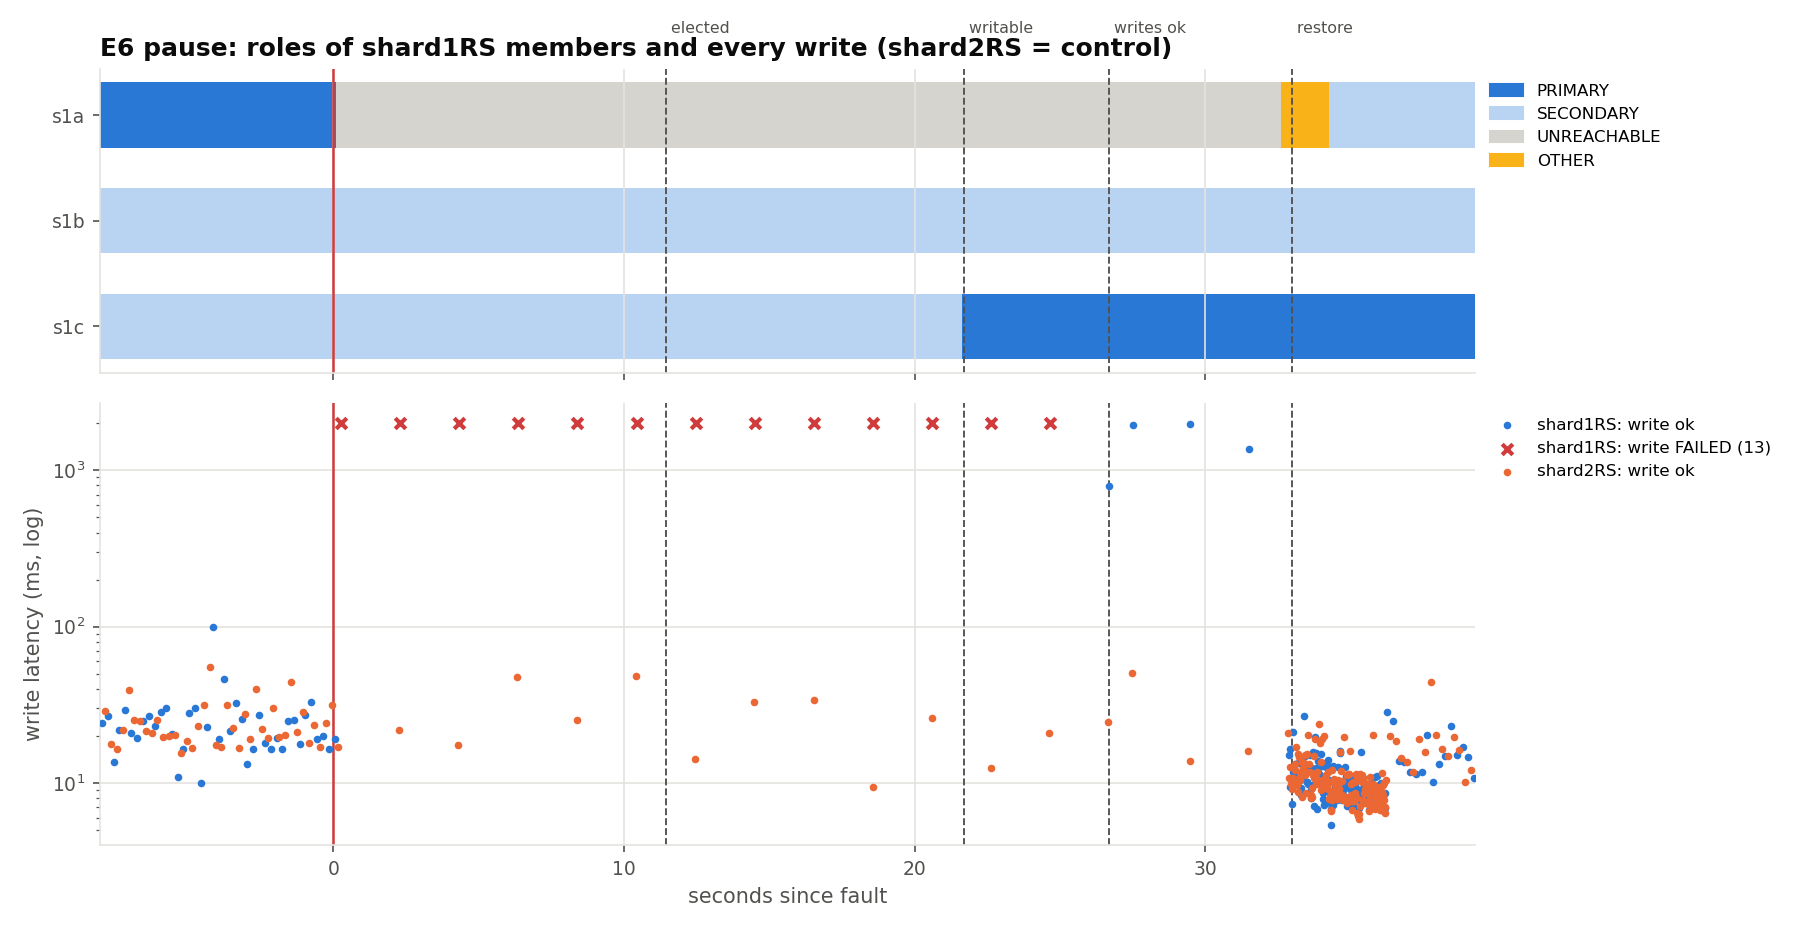 elected writable writes ok restore
E6 pause: roles of shard1RS members and every write (shard2RS = control)
s1a
s1b
s1c
PRIMARY
SECONDARY
UNREACHABLE
OTHER
shard1RS: write ok
shard1RS: write FAILED (13)
shard2RS: write ok
write latency (ms, log)
10³
10²
10¹
0 10 20 30
seconds since fault